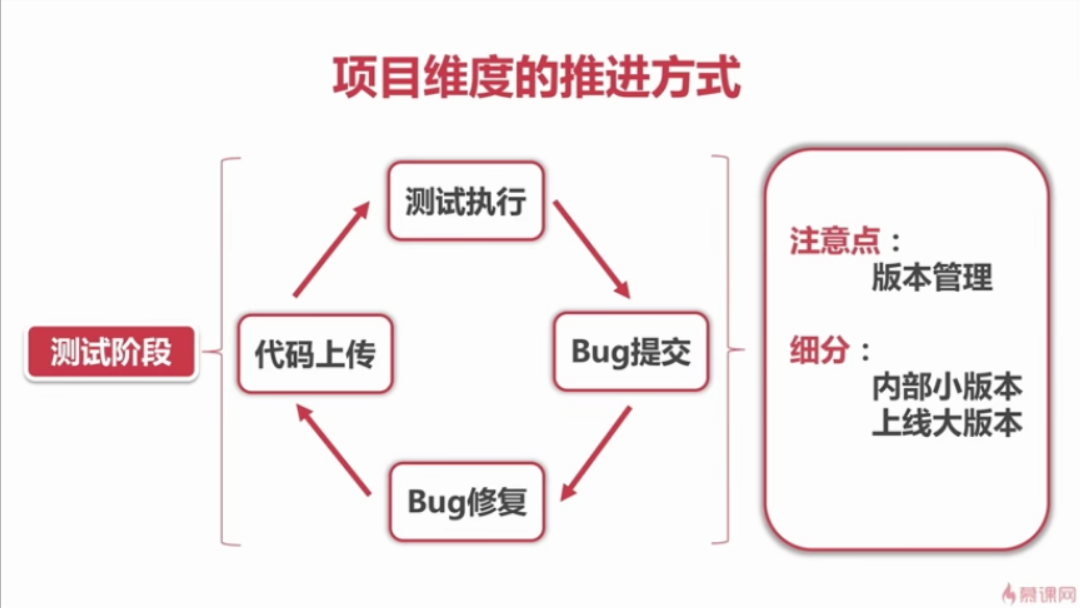 项目维度的推进方式
测试执行
测试阶段
代码上传
Bug提交
Bug修复
注意点：
版本管理
细分：
内部小版本
上线大版本
慕课网